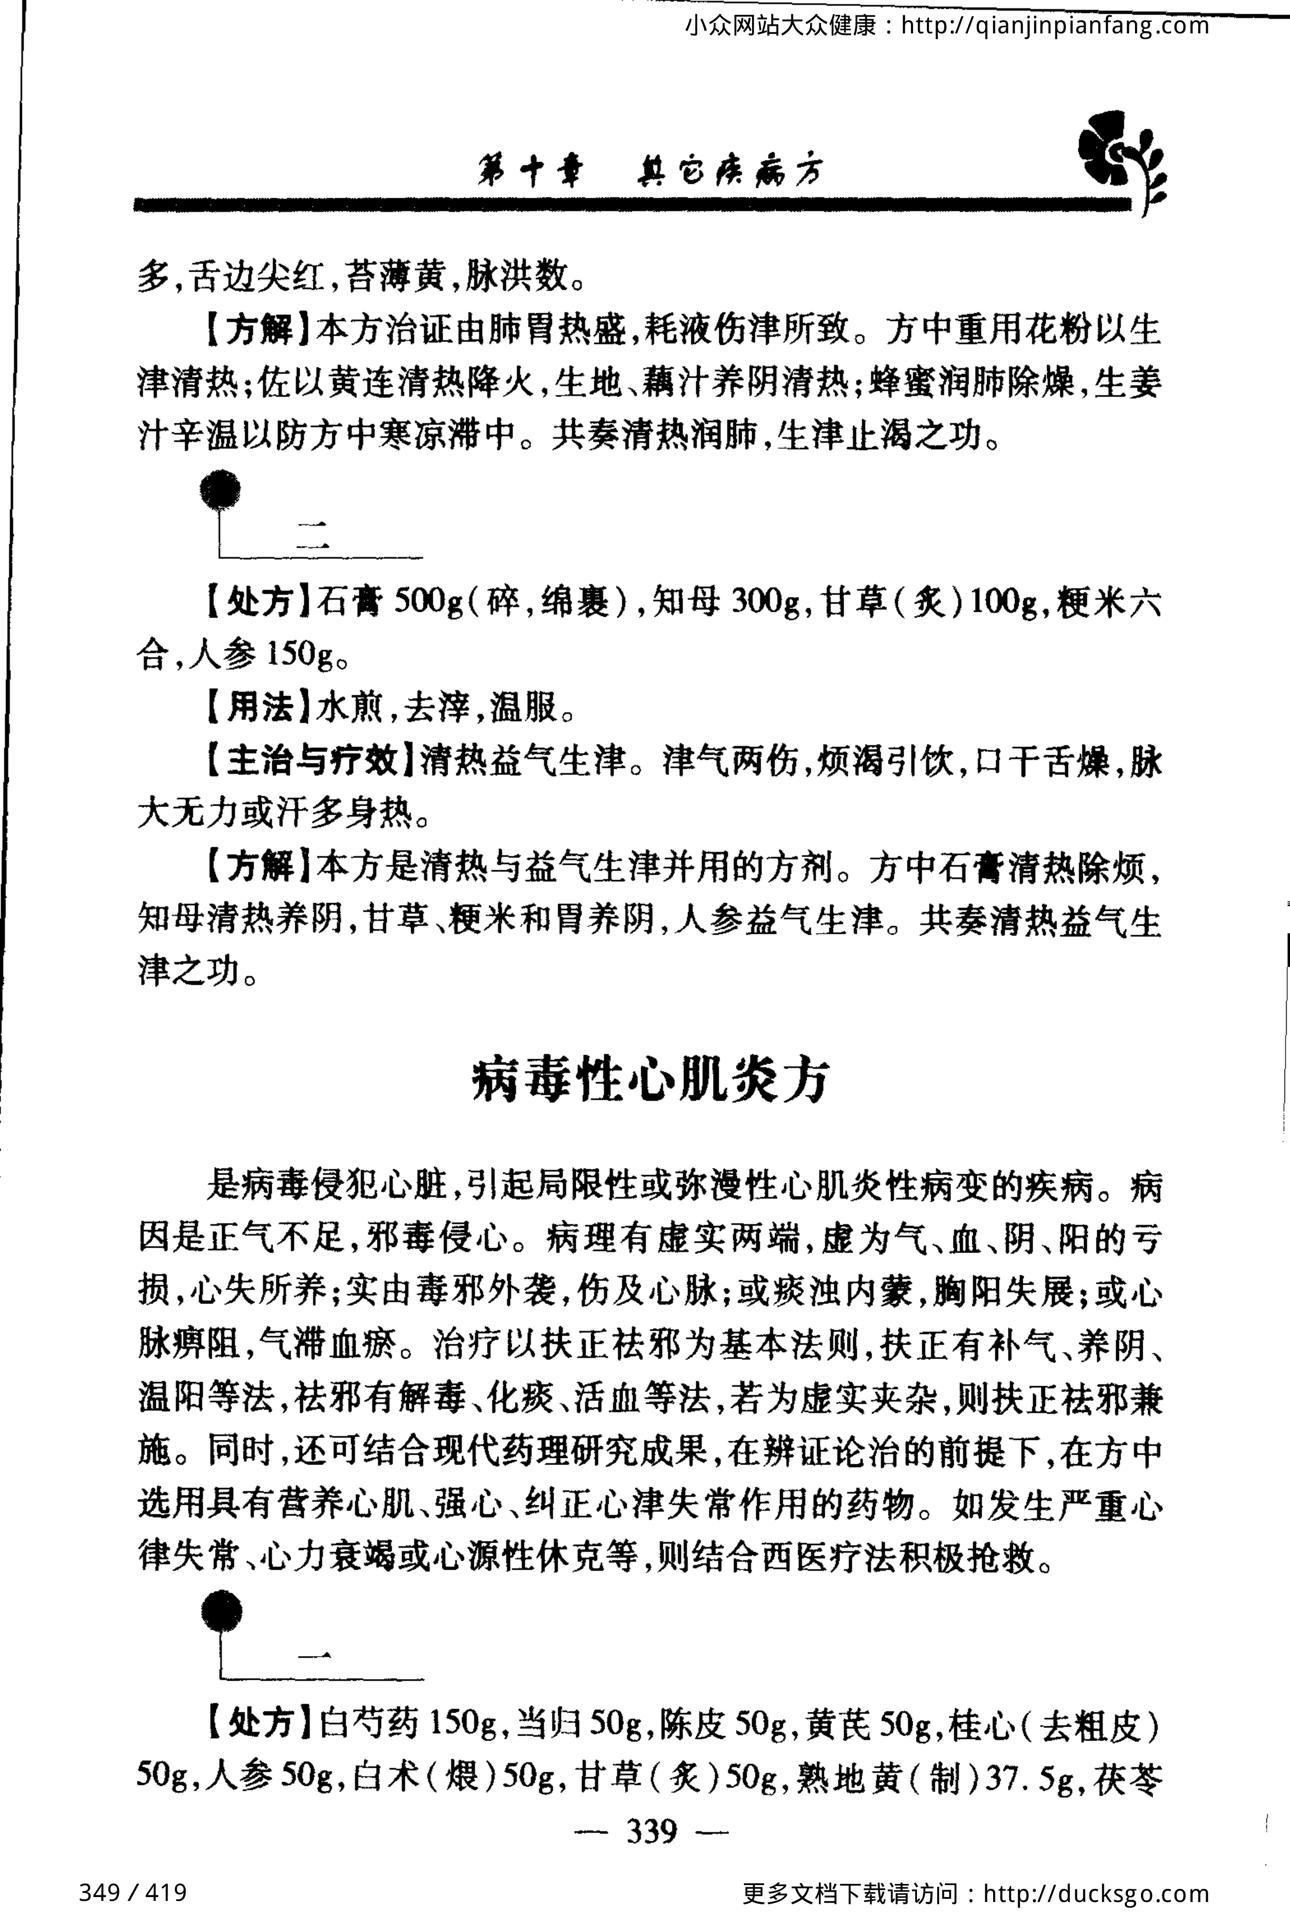 小众网站大众健康：http://qianjinpianfang.com
第十章 其它疾病方
多,舌边尖红,苔薄黄,脉洪数。
【方解】本方治证由肺胃热盛,耗液伤津所致。方中重用花粉以生
津清热;佐以黄连清热降火,生地、藕汁养阴清热;蜂蜜润肺除燥,生姜
汁辛温以防方中寒凉滞中。共奏清热润肺,生津止渴之功。
二
【处方】石膏 500g(碎,绵裹),知母 300g,甘草(炙)100g,粳米六
合,人参 150g。
【用法】水煎,去滓,温服。
【主治与疗效】清热益气生津。津气两伤,烦渴引饮,口干舌燥,脉
大无力或汗多身热。
【方解】本方是清热与益气生津并用的方剂。方中石膏清热除烦,
知母清热养阴,甘草、粳米和胃养阴,人参益气生津。共奏清热益气生
津之功。
病毒性心肌炎方
是病毒侵犯心脏,引起局限性或弥漫性心肌炎性病变的疾病。病
因是正气不足,邪毒侵心。病理有虚实两端,虚为气、血、阴、阳的亏
损,心失所养;实由毒邪外袭,伤及心脉;或痰浊内蒙,胸阳失展;或心
脉痹阻,气滞血瘀。治疗以扶正祛邪为基本法则,扶正有补气、养阴、
温阳等法,祛邪有解毒、化痰、活血等法,若为虚实夹杂,则扶正祛邪兼
施。同时,还可结合现代药理研究成果,在辨证论治的前提下,在方中
选用具有营养心肌、强心、纠正心津失常作用的药物。如发生严重心
律失常、心力衰竭或心源性休克等,则结合西医疗法积极抢救。
一
【处方】白芍药 150g,当归 50g,陈皮 50g,黄芪 50g,桂心(去粗皮)
50g,人参 50g,白术(煨)50g,甘草(炙)50g,熟地黄(制)37.5g,茯苓
— 339 —
349 / 419
更多文档下载请访问：http://ducksgo.com